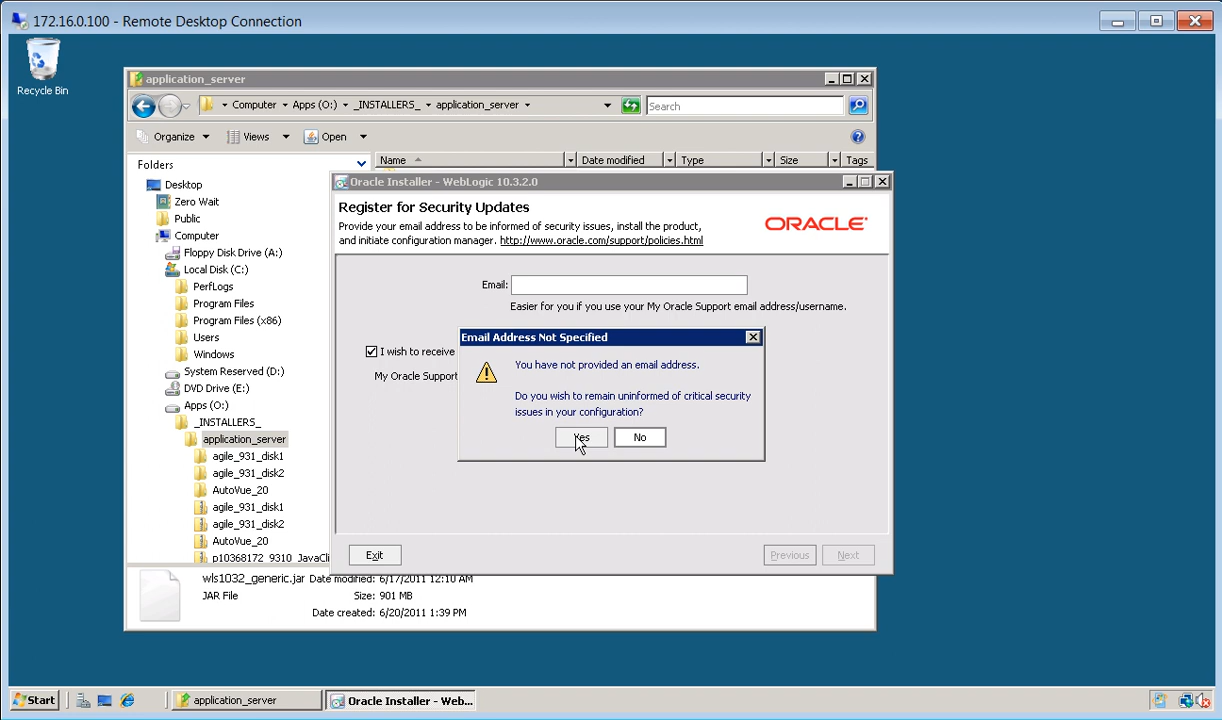 172.16.0.100 - Remote Desktop Connection
Recycle Bin
application_server
Computer Apps (O:) _INSTALLERS_ application_server
Search
Organize Views Open
Folders
Name Date modified Type Size Tags
Desktop
Zero Wait
Public
Computer
Floppy Disk Drive (A:)
Local Disk (C:)
PerfLogs
Program Files
Program Files (x86)
Users
Windows
System Reserved (D:)
DVD Drive (E:)
Apps (O:)
_INSTALLERS_
application_server
agile_931_disk1
agile_931_disk2
AutoVue_20
agile_931_disk1
agile_931_disk2
AutoVue_20
p10368172_9310_JavaCli
wls1032_generic.jar Date modified: 6/17/2011 12:10 AM
JAR File Size: 901 MB
Date created: 6/20/2011 1:39 PM
Oracle Installer - WebLogic 10.3.2.0
Register for Security Updates
Provide your email address to be informed of security issues, install the product,
and initiate configuration manager. http://www.oracle.com/support/policies.html
ORACLE
Email:
Easier for you if you use your My Oracle Support email address/username.
I wish to receive
My Oracle Support
Email Address Not Specified
You have not provided an email address.
Do you wish to remain uninformed of critical security
issues in your configuration?
Yes No
Exit Previous Next
Start application_server Oracle Installer - Web...